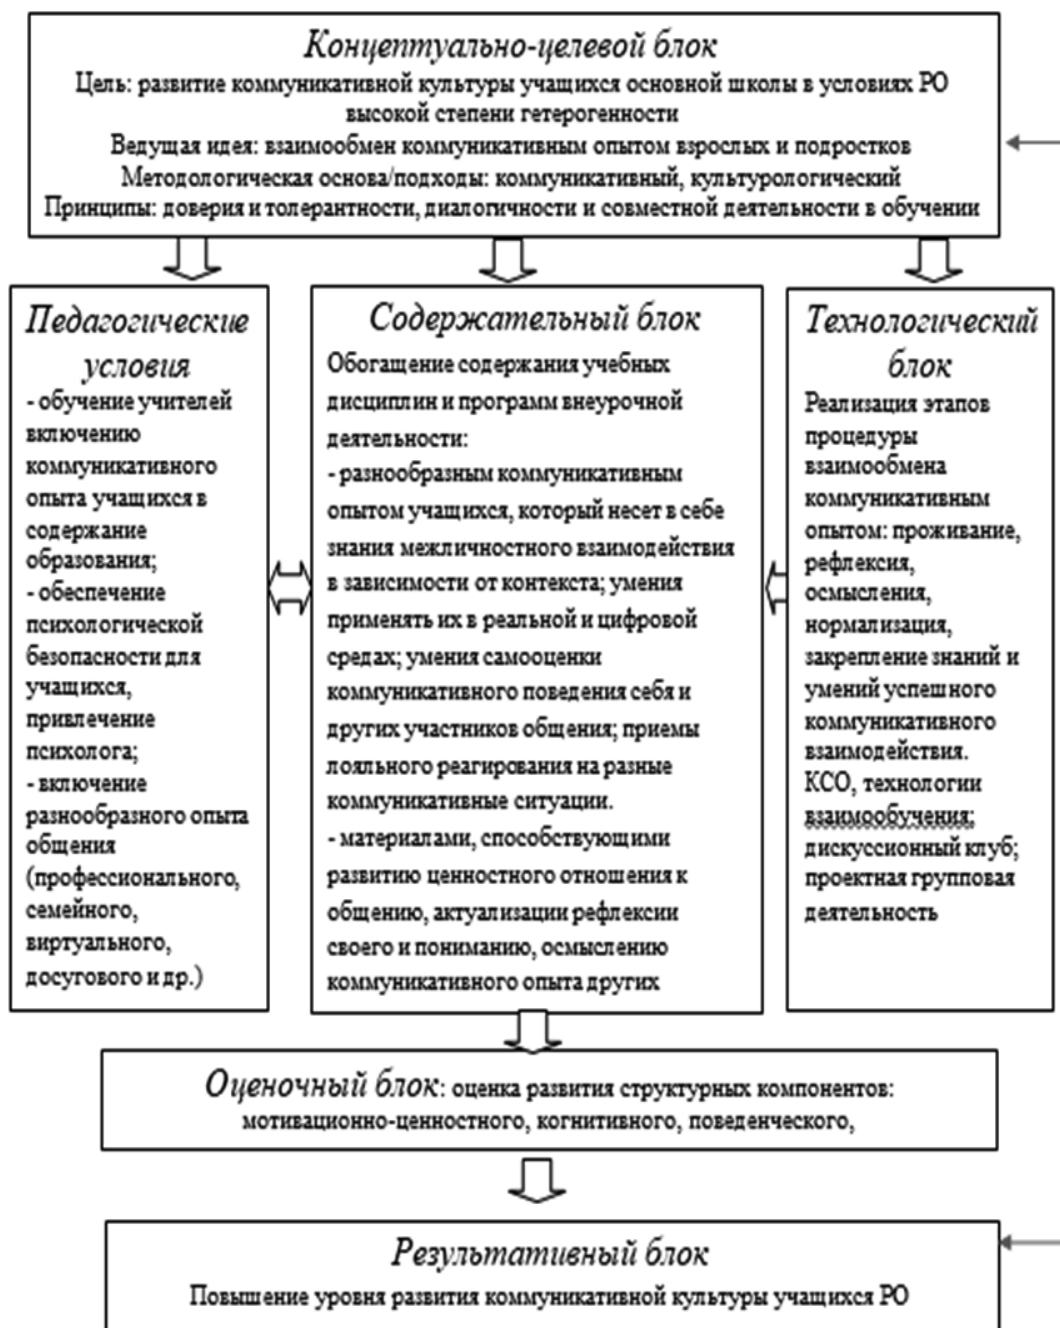 Концептуально-целевой блок
Цель: развитие коммуникативной культуры учащихся основной школы в условиях РО
высокой степени гетерогенности
Ведущая идея: взаимообмен коммуникативным опытом взрослых и подростков
Методологическая основа/подходы: коммуникативный, культурологический
Принципы: доверия и толерантности, диалогичности и совместной деятельности в обучении
Педагогические
условия
- обучение учителей
включению
коммуникативного
опыта учащихся в
содержание
образования;
- обеспечение
психологической
безопасности для
учащихся,
привлечение
психолога;
- включение
разнообразного опыта
общения
(профессионального,
семейного,
виртуального,
досугового и др.)
Содержательный блок
Обогащение содержания учебных
дисциплин и программ внеурочной
деятельности:
- разнообразным коммуникативным
опытом учащихся, который несет в себе
знания межличностного взаимодействия
в зависимости от контекста; умения
применять их в реальной и цифровой
средах; умения самооценки
коммуникативного поведения себя и
других участников общения; приемы
лояльного реагирования на разные
коммуникативные ситуации.
- материалами, способствующими
развитию ценностного отношения к
общению, актуализации рефлексии
своего и пониманию, осмыслению
коммуникативного опыта других
Технологический
блок
Реализация этапов
процедуры
взаимообмена
коммуникативным
опытом: проживание,
рефлексия,
осмысления,
нормализация,
закрепление знаний и
умений успешного
коммуникативного
взаимодействия.
КСО, технологии
взаимообучения;
дискуссионный клуб;
проектная групповая
деятельность
Оценочный блок: оценка развития структурных компонентов:
мотивационно-ценностного, когнитивного, поведенческого,
Результативный блок
Повышение уровня развития коммуникативной культуры учащихся РО